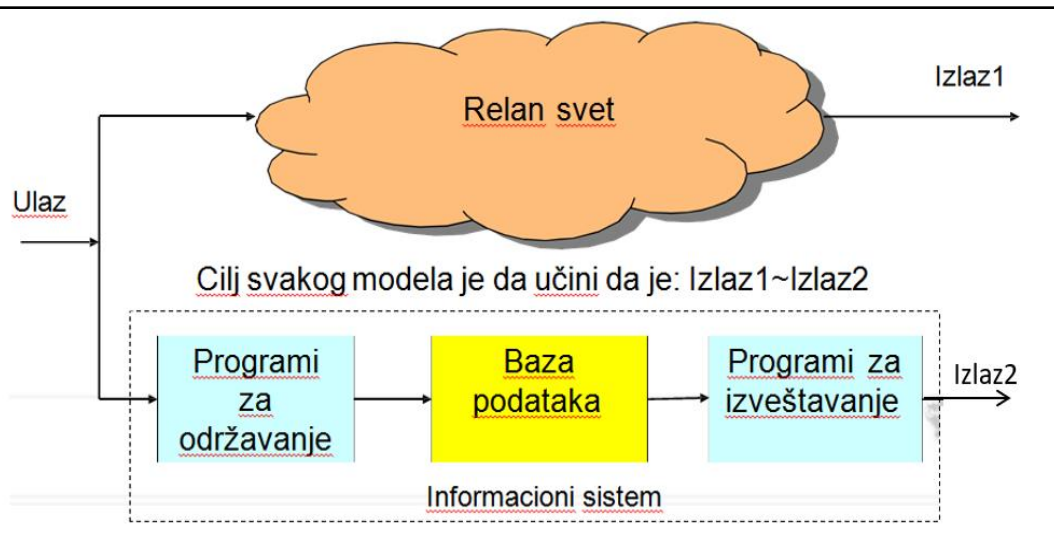 Relan svet
Izlaz1
Ulaz
Cilj svakog modela je da učini da je: Izlaz1~Izlaz2
Programi
za
održavanje
Baza
podataka
Programi za
izveštavanje
Izlaz2
Informacioni sistem